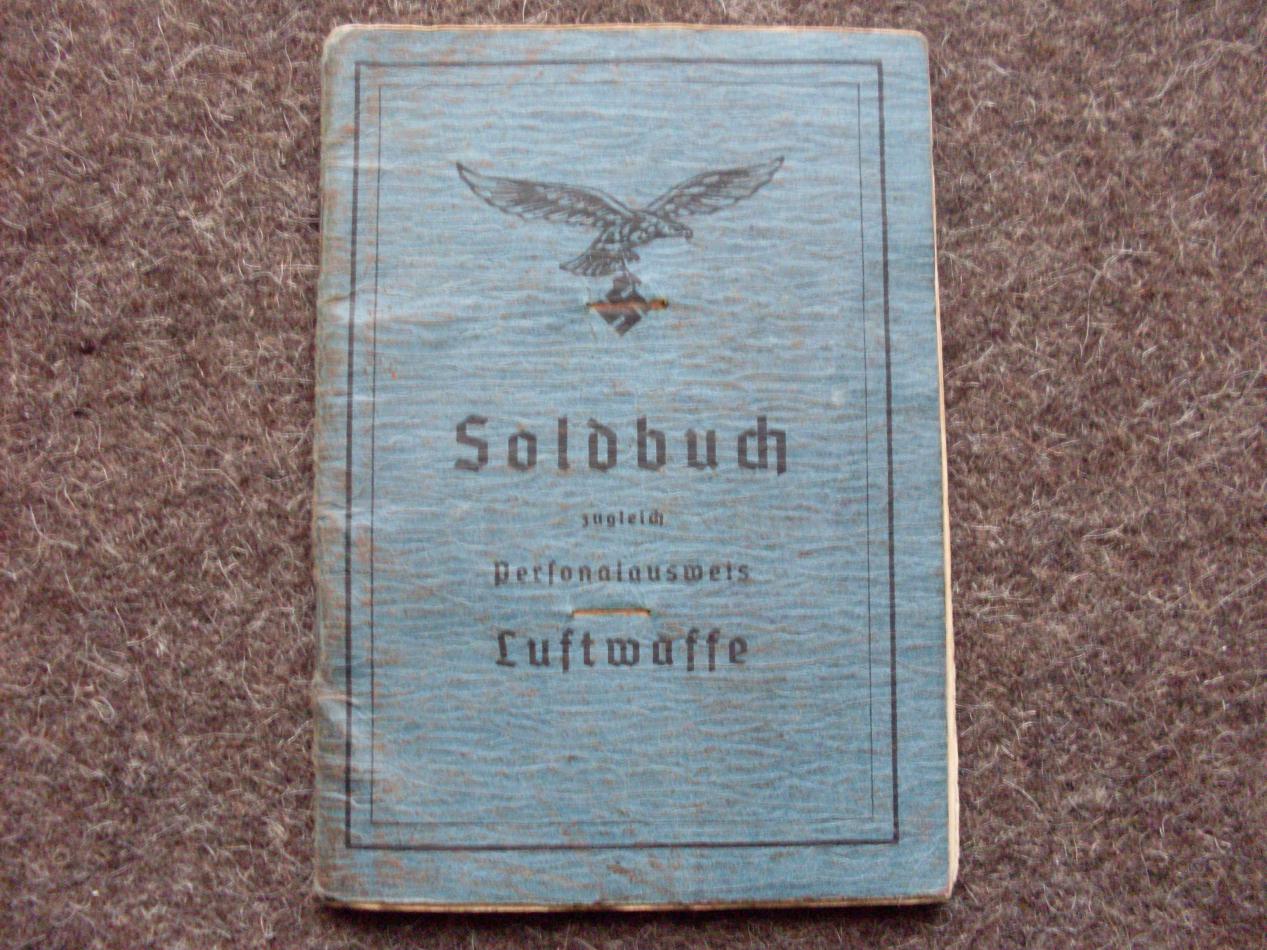 Soldbuch
zugleich
Personalausweis
Luftwaffe